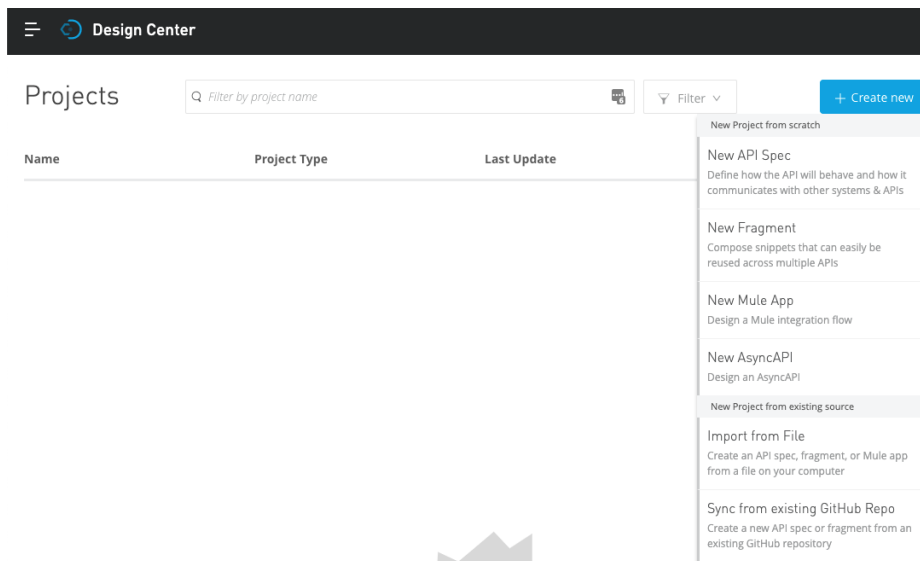 Design Center
Projects
Filter by project name
Filter
+ Create new
Name
Project Type
Last Update
New Project from scratch
New API Spec
Define how the API will behave and how it
communicates with other systems & APIs
New Fragment
Compose snippets that can easily be
reused across multiple APIs
New Mule App
Design a Mule integration flow
New AsyncAPI
Design an AsyncAPI
New Project from existing source
Import from File
Create an API spec, fragment, or Mule app
from a file on your computer
Sync from existing GitHub Repo
Create a new API spec or fragment from an
existing GitHub repository